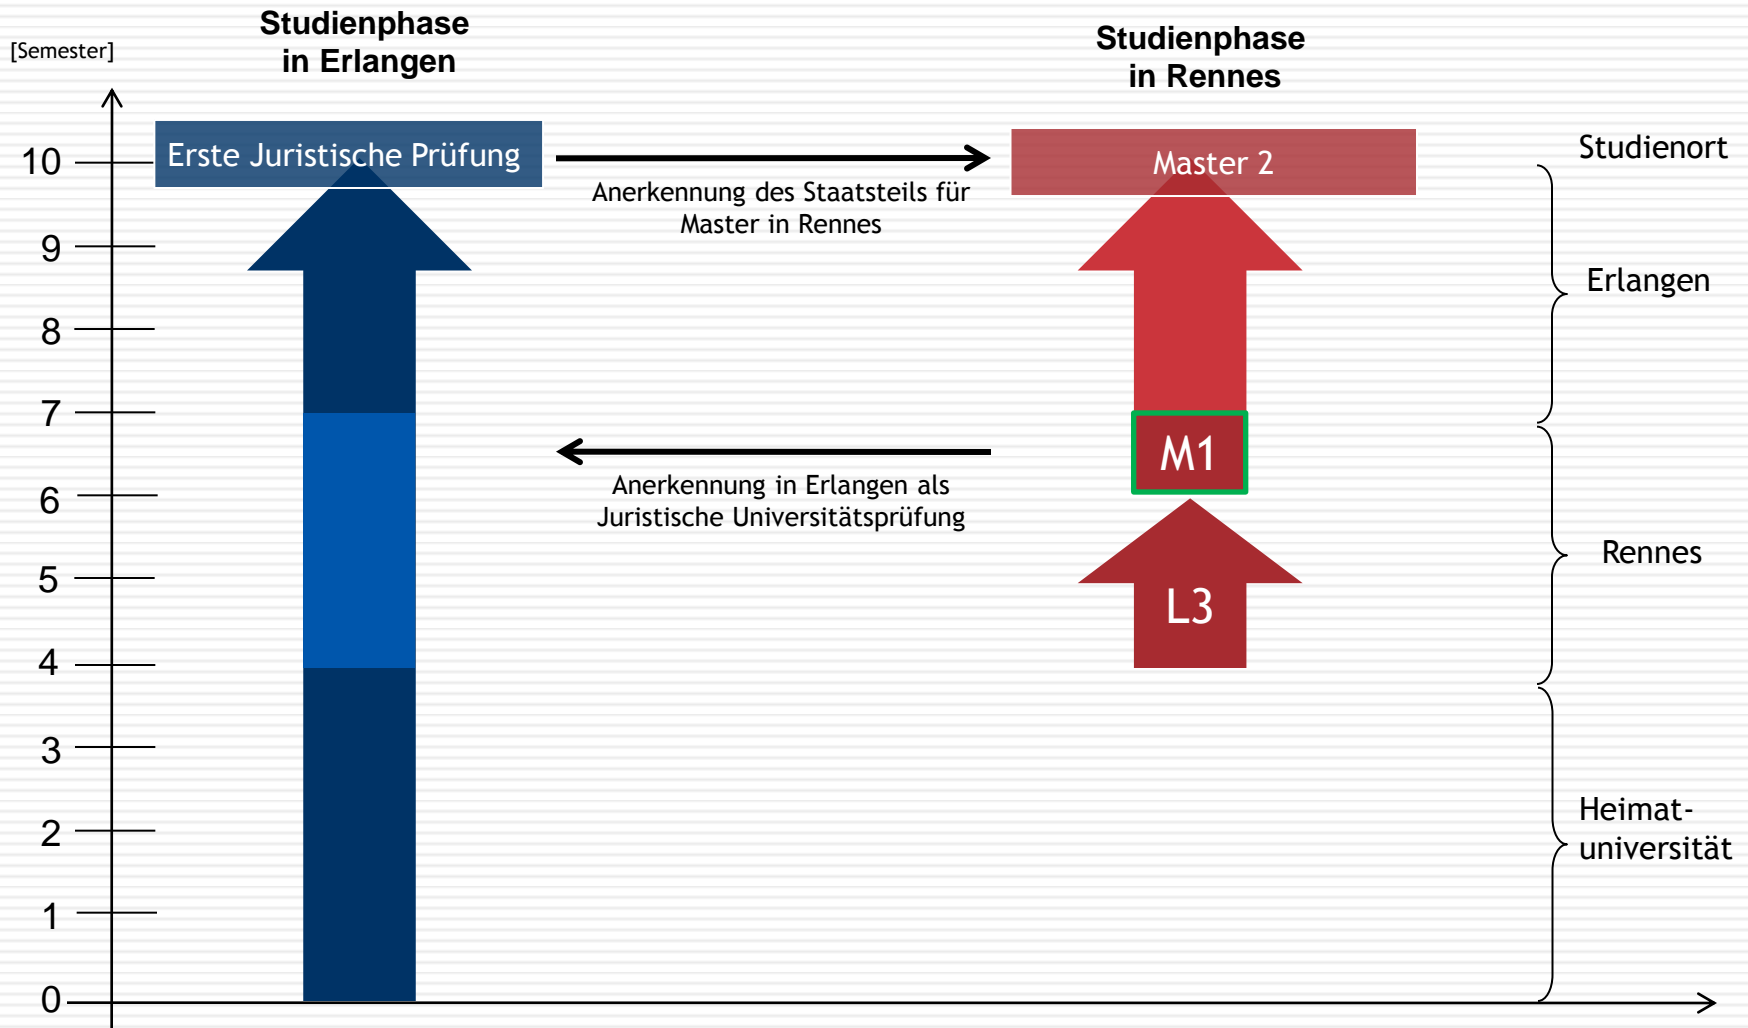 [Semester]
Studienphase
in Erlangen
Studienphase
in Rennes
10
9
8
7
6
5
4
3
2
1
0
Erste Juristische Prüfung
Anerkennung des Staatsteils für
Master in Rennes
Master 2
M1
Anerkennung in Erlangen als
Juristische Universitätsprüfung
L3
Studienort
Erlangen
Rennes
Heimat-
universität